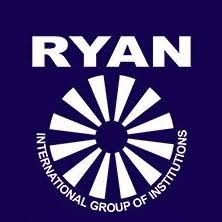 RYAN
INTERNATIONAL GROUP OF INSTITUTIONS